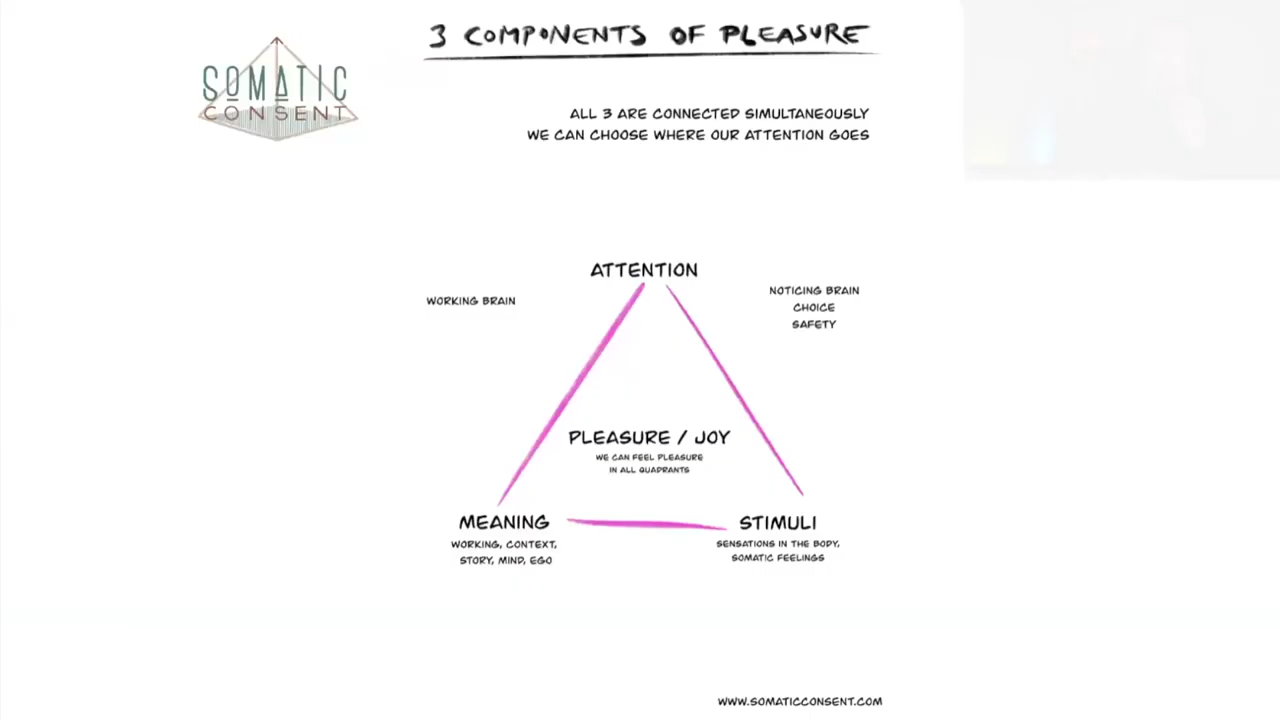 3 COMPONENTS OF PLEASURE
SOMATIC
CONSENT
ALL 3 ARE CONNECTED SIMULTANEOUSLY
WE CAN CHOOSE WHERE OUR ATTENTION GOES
ATTENTION
WORKING BRAIN
NOTICING BRAIN
CHOICE
SAFETY
PLEASURE / JOY
WE CAN FEEL PLEASURE
IN ALL QUADRANTS
MEANING
WORKING, CONTEXT,
STORY, MIND, EGO
STIMULI
SENSATIONS IN THE BODY,
SOMATIC FEELINGS
WWW.SOMATICCONSENT.COM